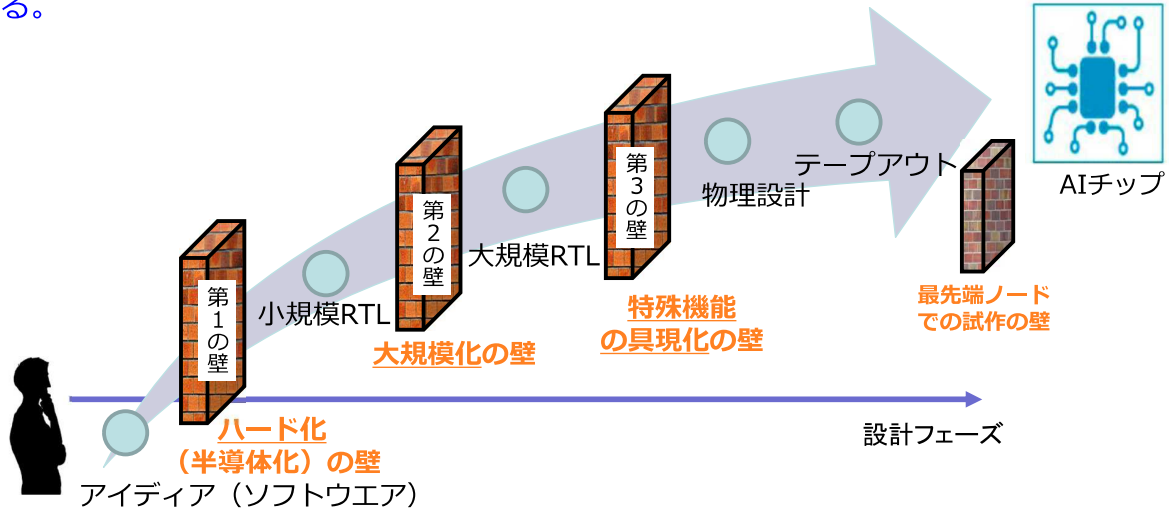 る。
AIチップ
テープアウト
物理設計
第3の壁
第2の壁
大規模RTL
第1の壁
小規模RTL
特殊機能
の具現化の壁
最先端ノード
での試作の壁
大規模化の壁
ハード化
（半導体化）の壁
設計フェーズ
アイディア（ソフトウエア）